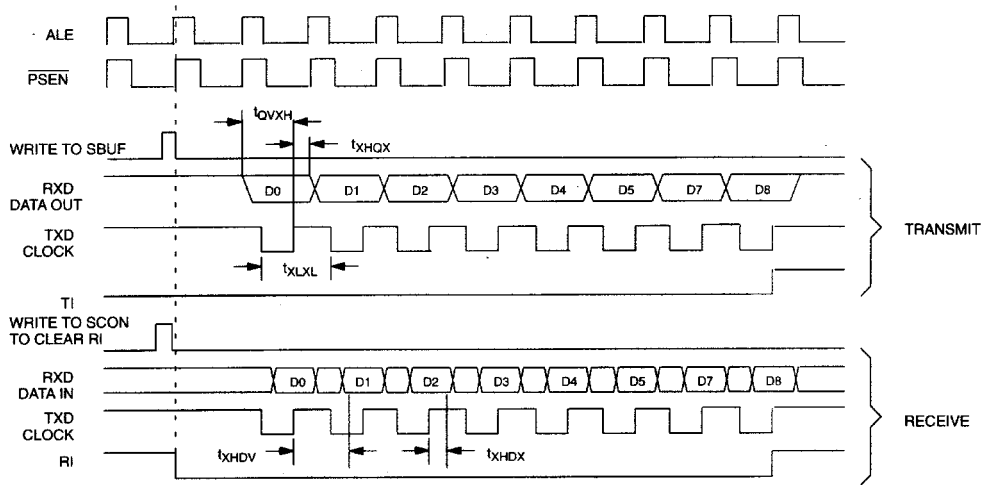 ALE
PSEN
tQVXH
tXHQX
WRITE TO SBUF
RXD
DATA OUT
D0 D1 D2 D3 D4 D5 D7 D8
TXD
CLOCK
tXLXL
TI
TRANSMIT
WRITE TO SCON
TO CLEAR RI
RXD
DATA IN
D0 D1 D2 D3 D4 D5 D7 D8
TXD
CLOCK
tXHDV
tXHDX
RI
RECEIVE